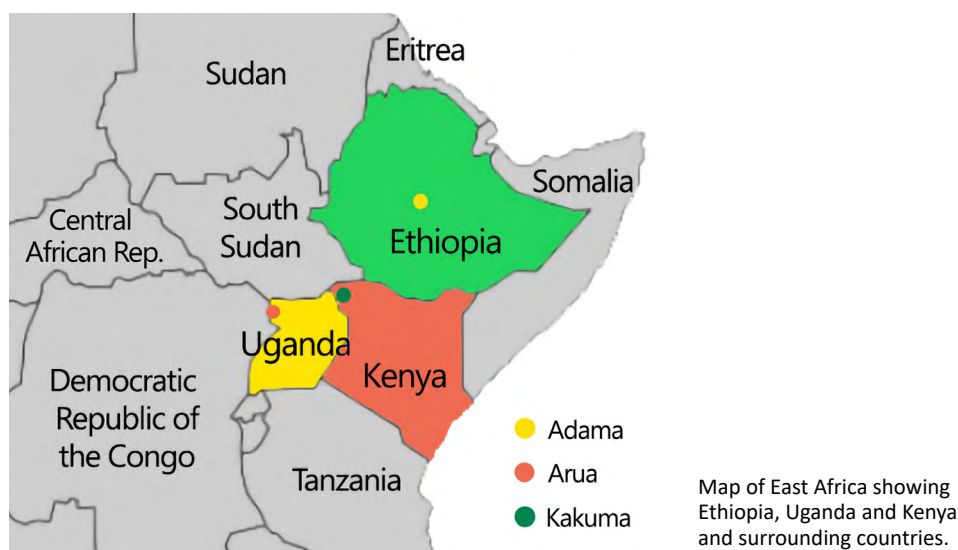 Eritrea
Sudan
Somalia
South
Sudan
Central
African Rep.
Ethiopia
Uganda
Kenya
Democratic
Republic of
the Congo
Tanzania
Adama
Arua
Kakuma
Map of East Africa showing
Ethiopia, Uganda and Kenya
and surrounding countries.